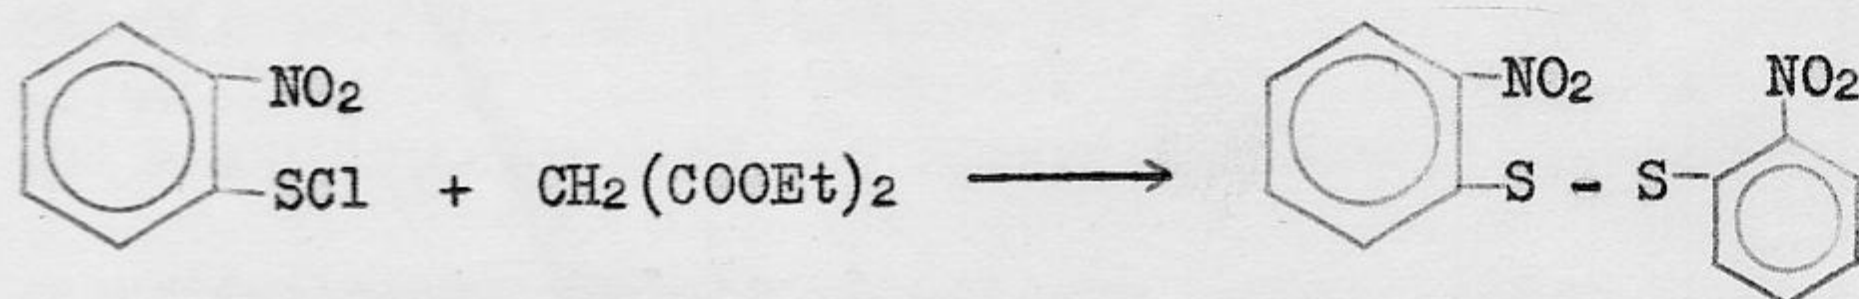 NO2 NO2 NO2
SCl + CH2(COOEt)2 S - S